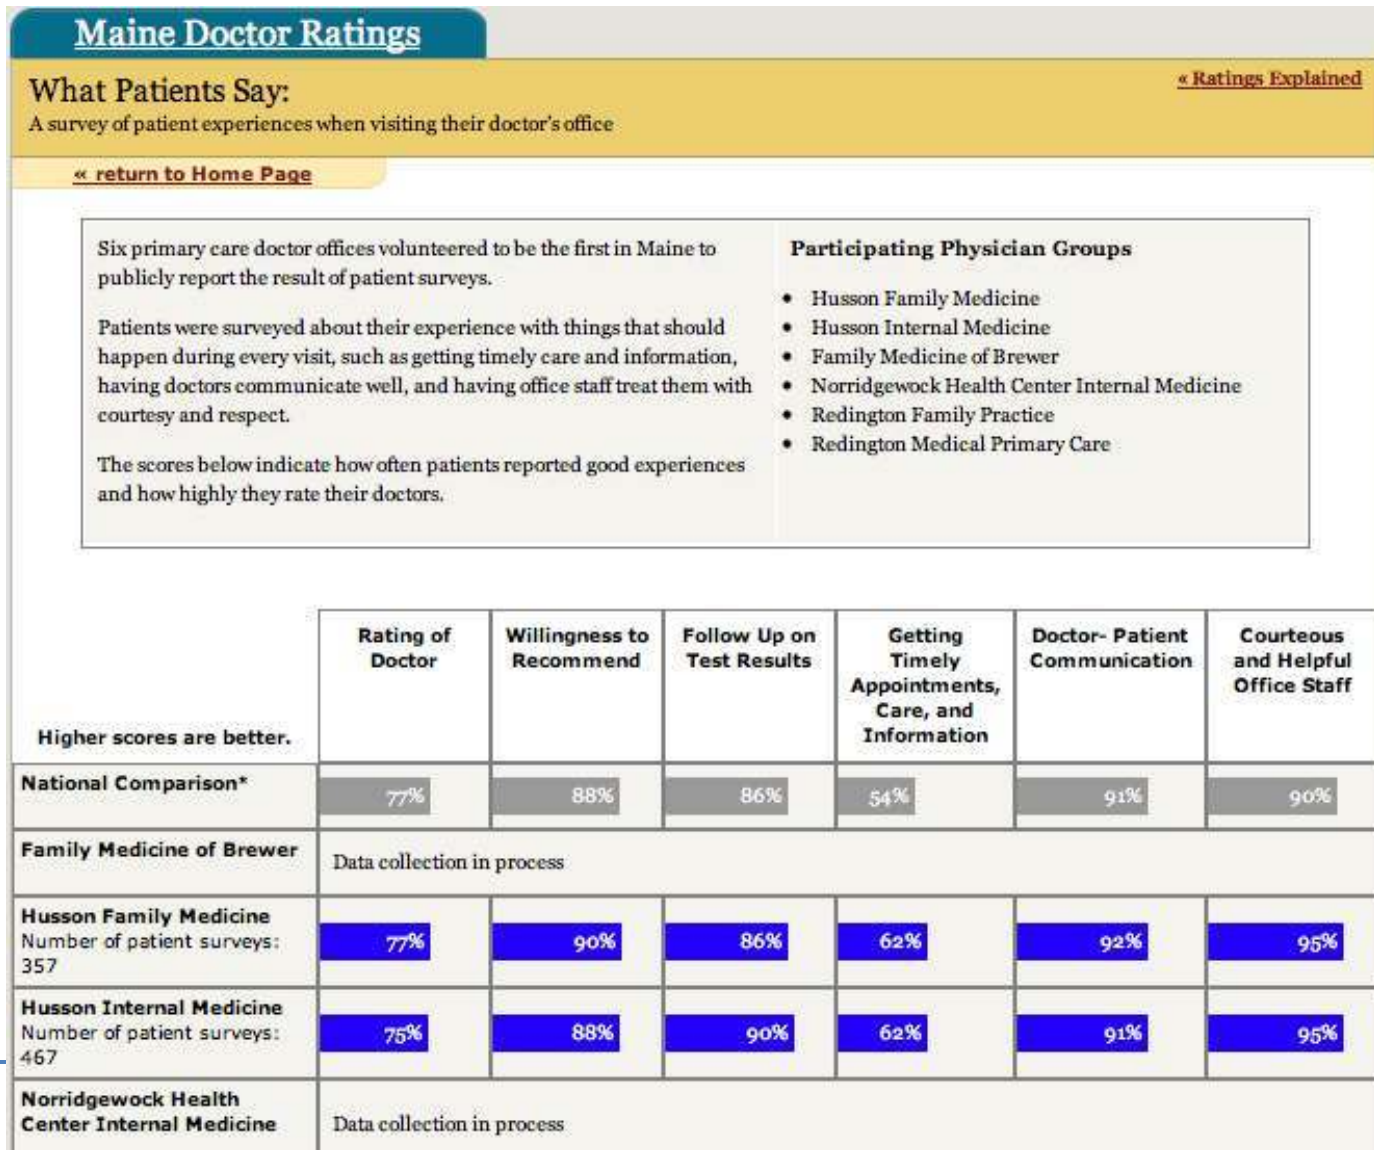 Maine Doctor Ratings
What Patients Say:
« Ratings Explained
A survey of patient experiences when visiting their doctor's office
« return to Home Page
Six primary care doctor offices volunteered to be the first in Maine to
publicly report the result of patient surveys.
Patients were surveyed about their experience with things that should
happen during every visit, such as getting timely care and information,
having doctors communicate well, and having office staff treat them with
courtesy and respect.
The scores below indicate how often patients reported good experiences
and how highly they rate their doctors.
Participating Physician Groups
• Husson Family Medicine
• Husson Internal Medicine
• Family Medicine of Brewer
• Norridgewock Health Center Internal Medicine
• Redington Family Practice
• Redington Medical Primary Care
Higher scores are better.
Rating of
Doctor
Willingness to
Recommend
Follow Up on
Test Results
Getting
Timely
Appointments,
Care, and
Information
Doctor- Patient
Communication
Courteous
and Helpful
Office Staff
National Comparison*
77% 88% 86% 54% 91% 90%
Family Medicine of Brewer
Data collection in process
Husson Family Medicine
Number of patient surveys:
357
77% 90% 86% 62% 92% 95%
Husson Internal Medicine
Number of patient surveys:
467
75% 88% 90% 62% 91% 95%
Norridgewock Health
Center Internal Medicine
Data collection in process